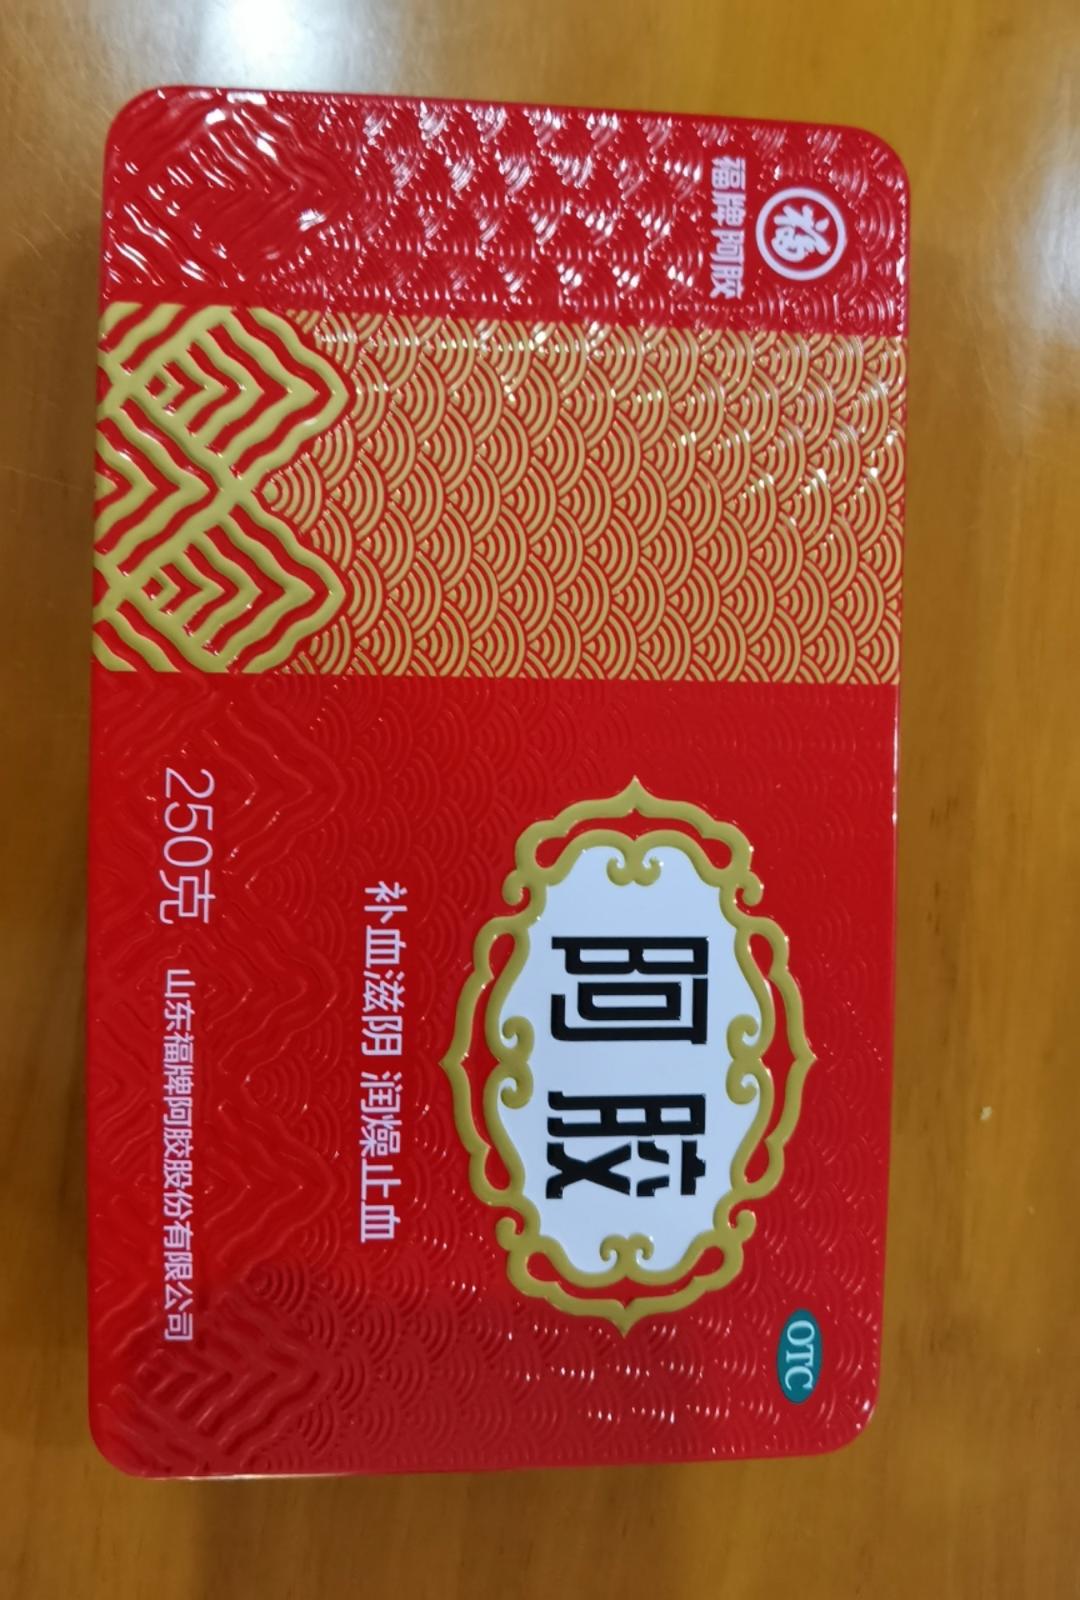 福
福牌阿胶
OTC
阿胶
补血滋阴 润燥止血
250克
山东福牌阿胶股份有限公司